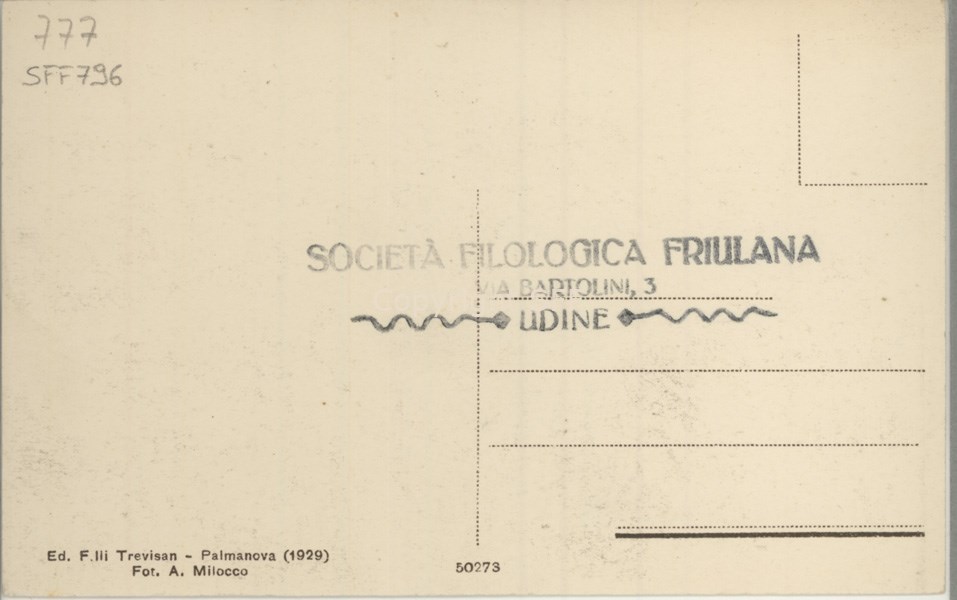 777
SFF796
SOCIETÀ FILOLOGICA FRIULANA
VIA BARTOLINI, 3
UDINE
Ed. F.lli Trevisan - Palmanova (1929)
Fot. A. Milocco
50273